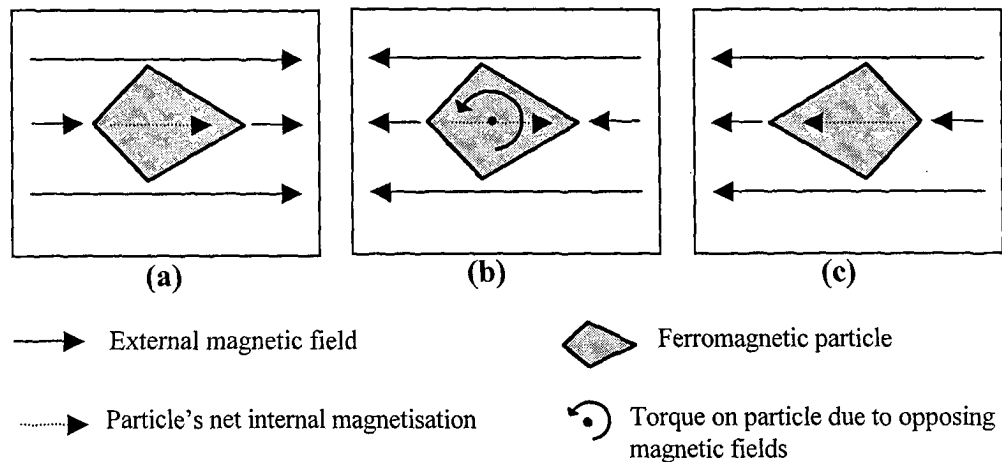 (a)
(b)
(c)
External magnetic field
Ferromagnetic particle
Particle's net internal magnetisation
Torque on particle due to opposing
magnetic fields